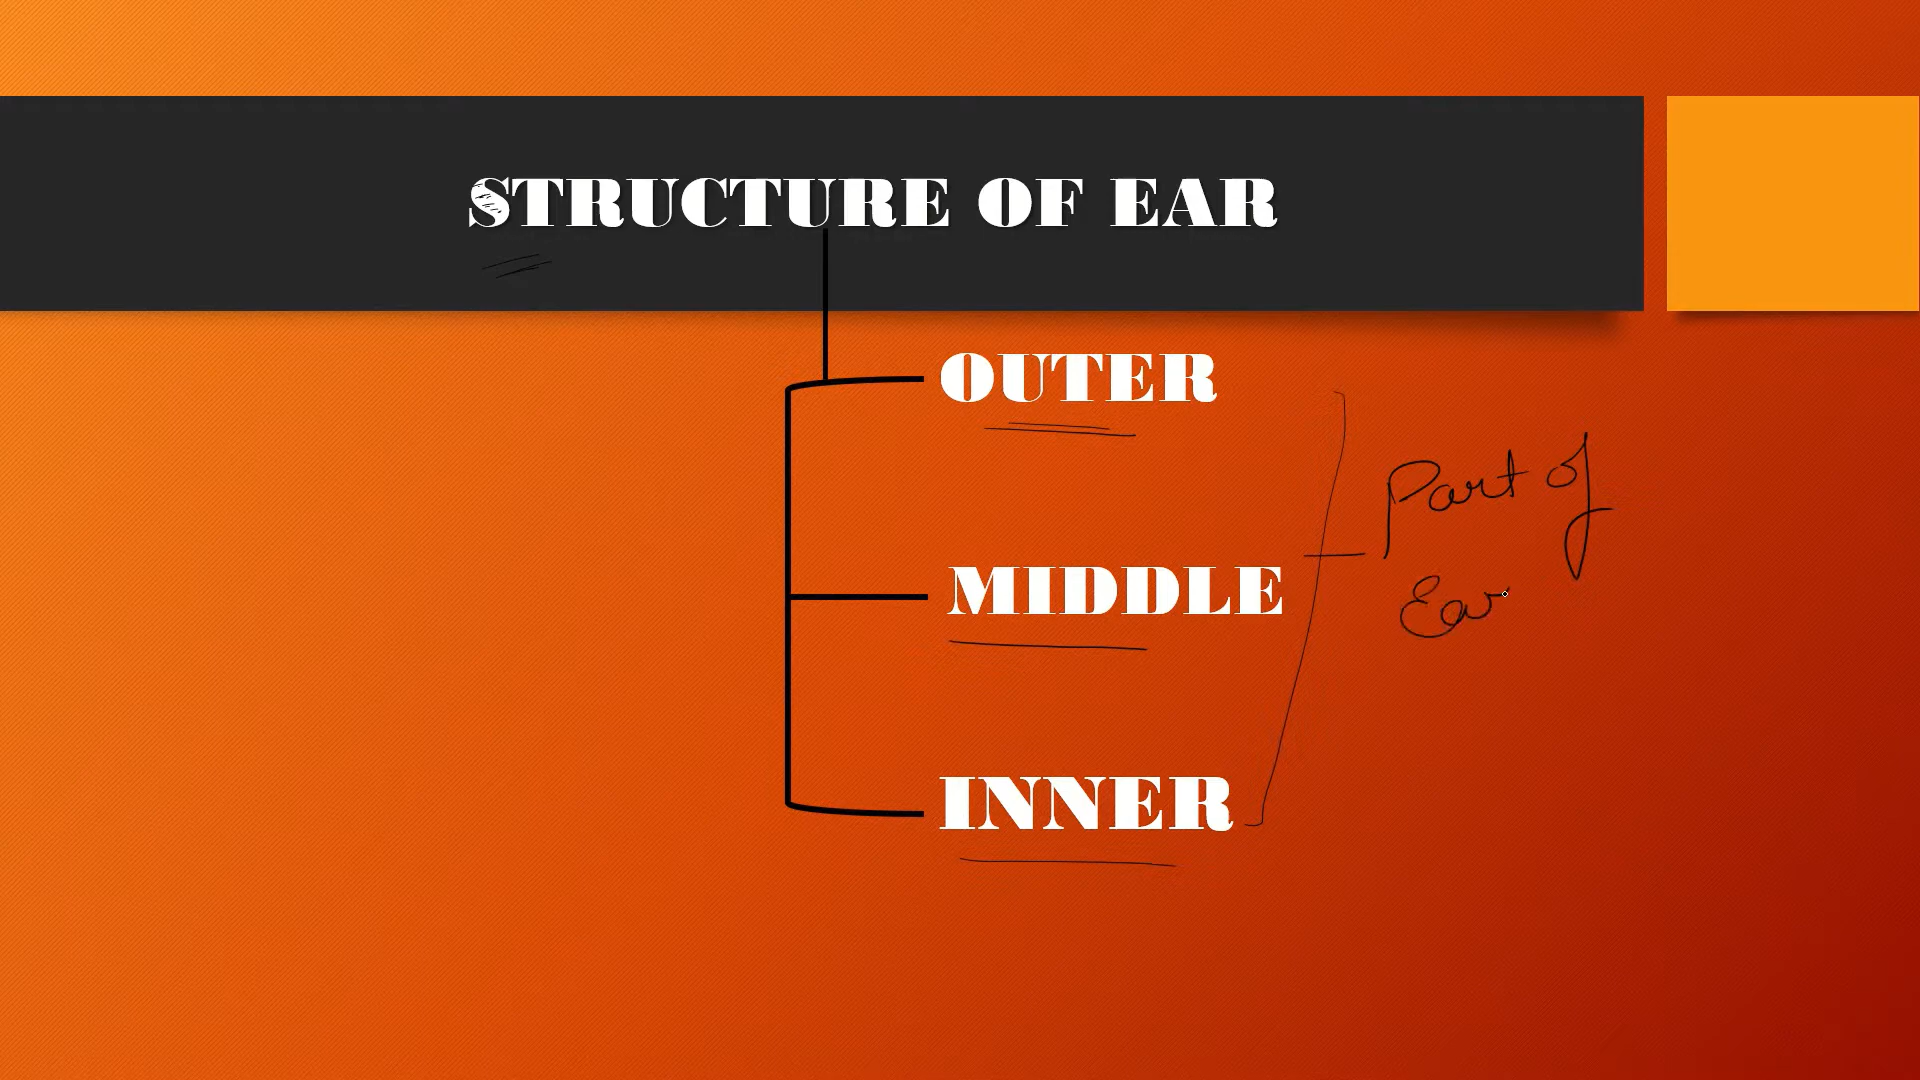 STRUCTURE OF EAR
OUTER
MIDDLE
INNER
Part of
Ear